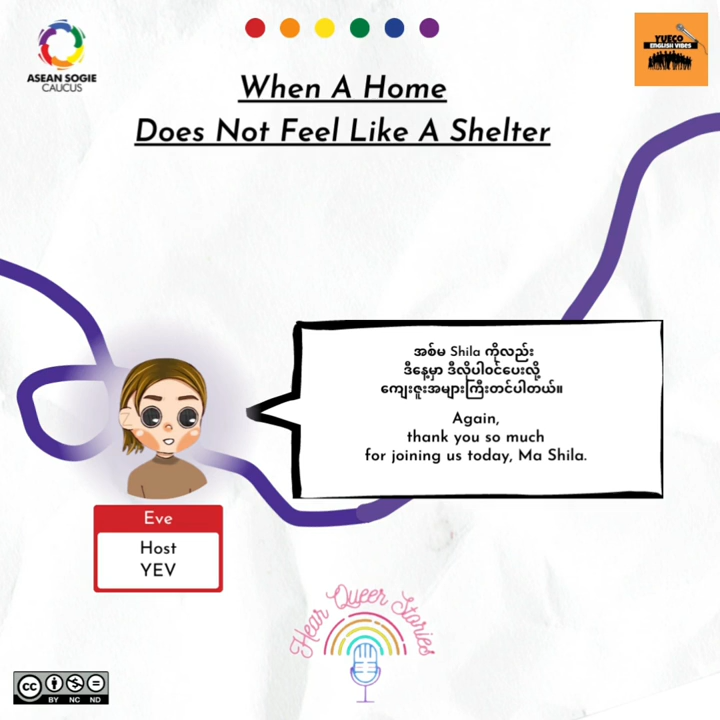 ASEAN SOGIE
CAUCUS
YUECO
ENGLISH VIBES
When A Home
Does Not Feel Like A Shelter
အစ်မ Shila ကိုလည်း
ဒီနေ့မှာ ဒီလိုပါဝင်ပေးလို့
ကျေးဇူးအများကြီးတင်ပါတယ်။
Again,
thank you so much
for joining us today, Ma Shila.
Eve
Host
YEV
Hear Queer Stories
cc
BY NC ND